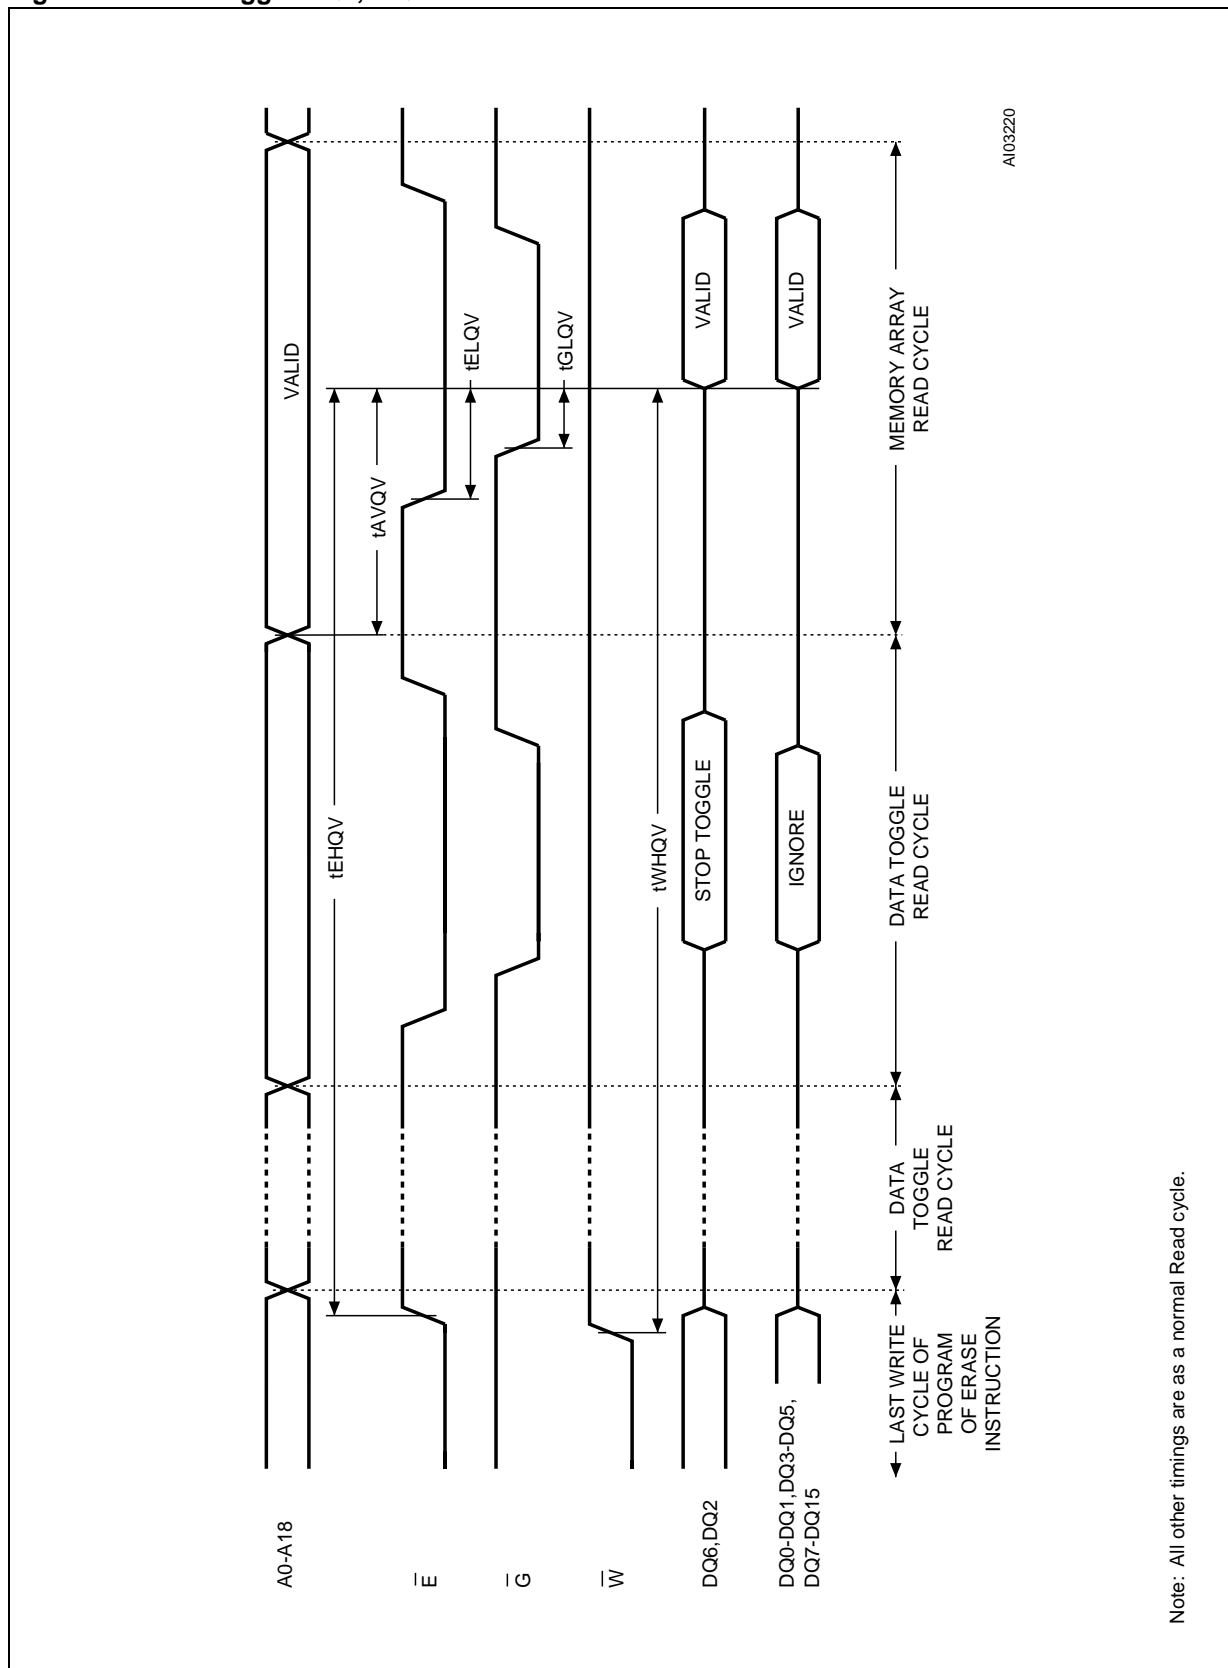 A0-A18
VALID
tEHQV
tAVQV
E
tELQV
G
tGLQV
W
tWHQV
DQ6,DQ2
STOP TOGGLE
VALID
DQ0-DQ1,DQ3-DQ5,
DQ7-DQ15
IGNORE
VALID
LAST WRITE
CYCLE OF
PROGRAM
OF ERASE
INSTRUCTION
DATA
TOGGLE
READ CYCLE
DATA TOGGLE
READ CYCLE
MEMORY ARRAY
READ CYCLE
AI03220
Note: All other timings are as a normal Read cycle.